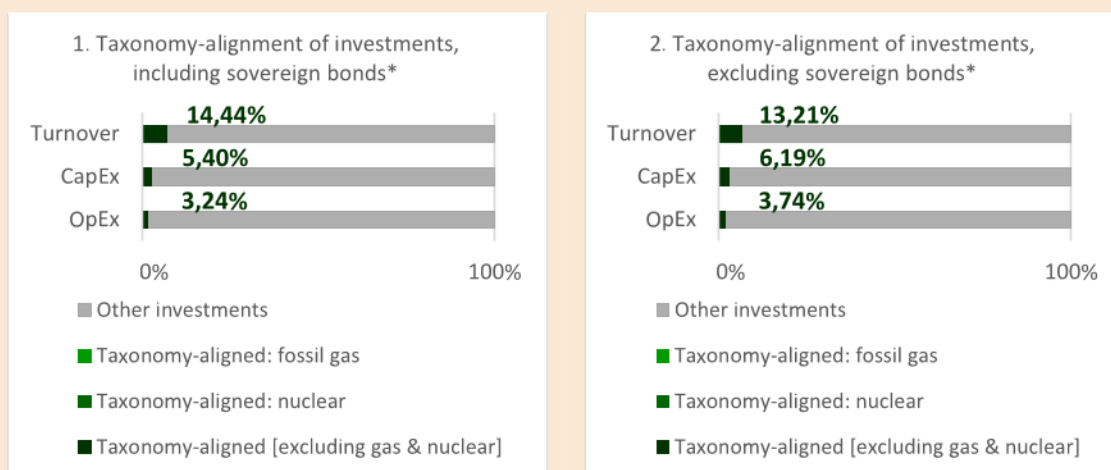 1. Taxonomy-alignment of investments,
including sovereign bonds*
14,44%
Turnover
5,40%
CapEx
3,24%
OpEx
0%
100%
Other investments
Taxonomy-aligned: fossil gas
Taxonomy-aligned: nuclear
Taxonomy-aligned [excluding gas & nuclear]
2. Taxonomy-alignment of investments,
excluding sovereign bonds*
13,21%
Turnover
6,19%
CapEx
3,74%
OpEx
0%
100%
Other investments
Taxonomy-aligned: fossil gas
Taxonomy-aligned: nuclear
Taxonomy-aligned [excluding gas & nuclear]